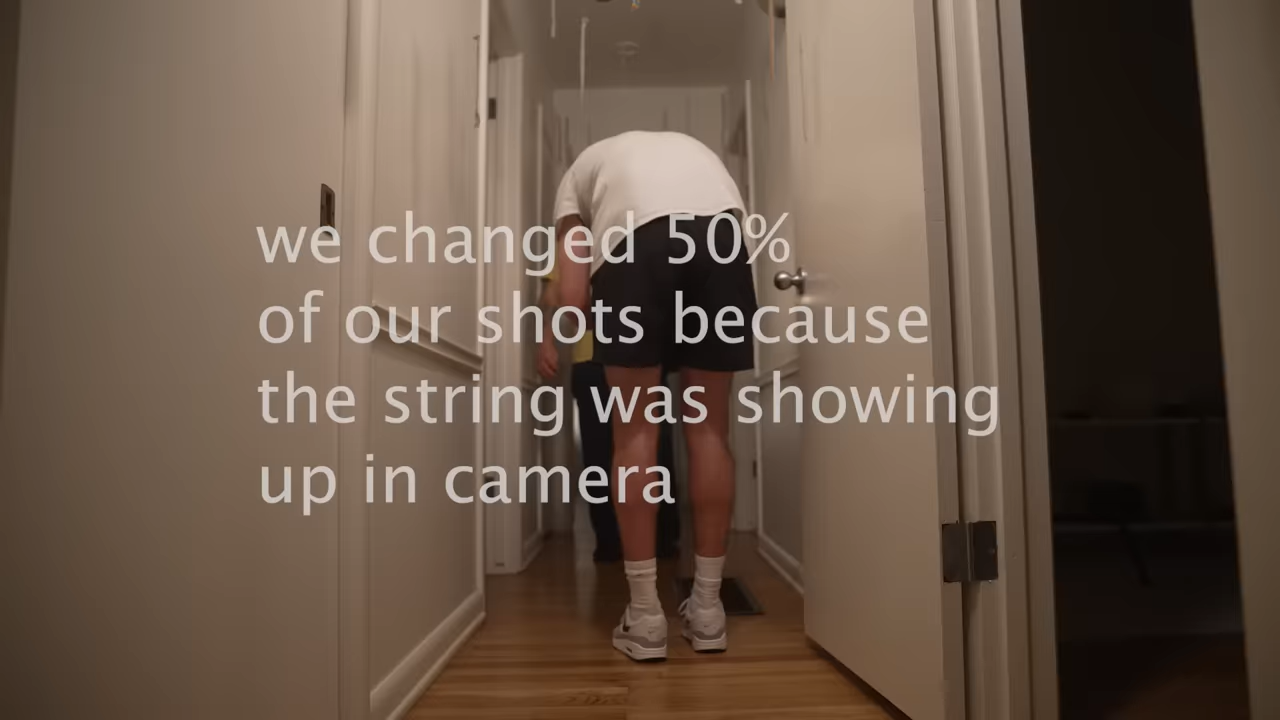 we changed 50%
of our shots because
the string was showing
up in camera